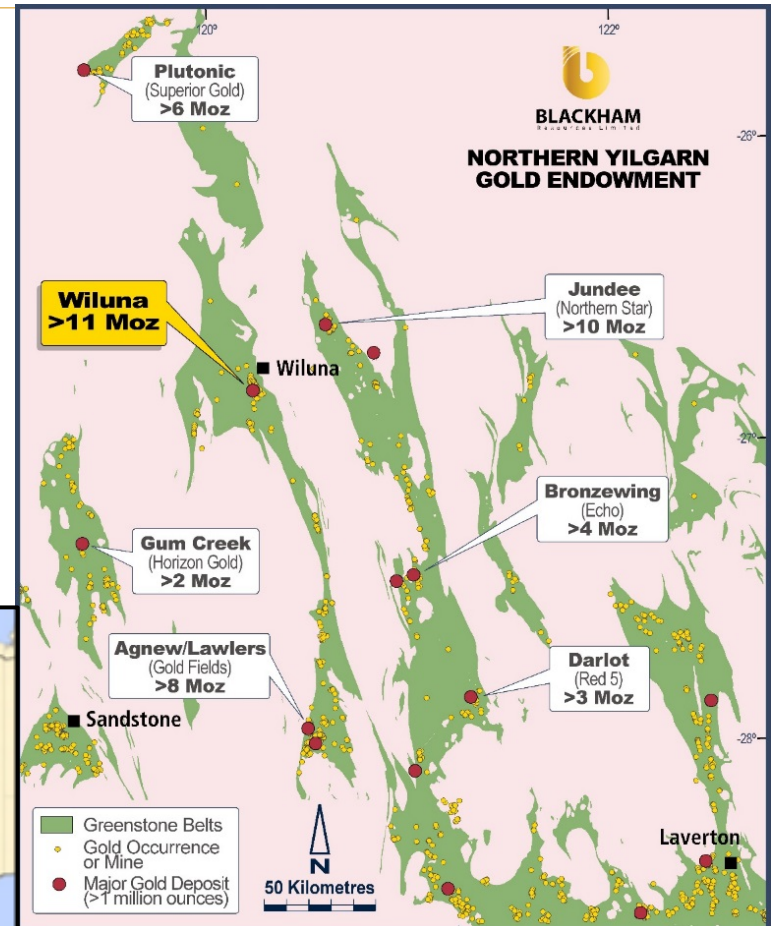 120°
122°
Plutonic
(Superior Gold)
>6 Moz
BLACKHAM
Resources Limited
-26°
NORTHERN YILGARN
GOLD ENDOWMENT
Wiluna
>11 Moz
Jundee
(Northern Star)
>10 Moz
Wiluna
-27°
Bronzewing
(Echo)
>4 Moz
Gum Creek
(Horizon Gold)
>2 Moz
Agnew/Lawlers
(Gold Fields)
>8 Moz
Darlot
(Red 5)
>3 Moz
Sandstone
-28°
Greenstone Belts
Gold Occurrence
or Mine
Major Gold Deposit
(>1 million ounces)
N
50 Kilometres
Laverton